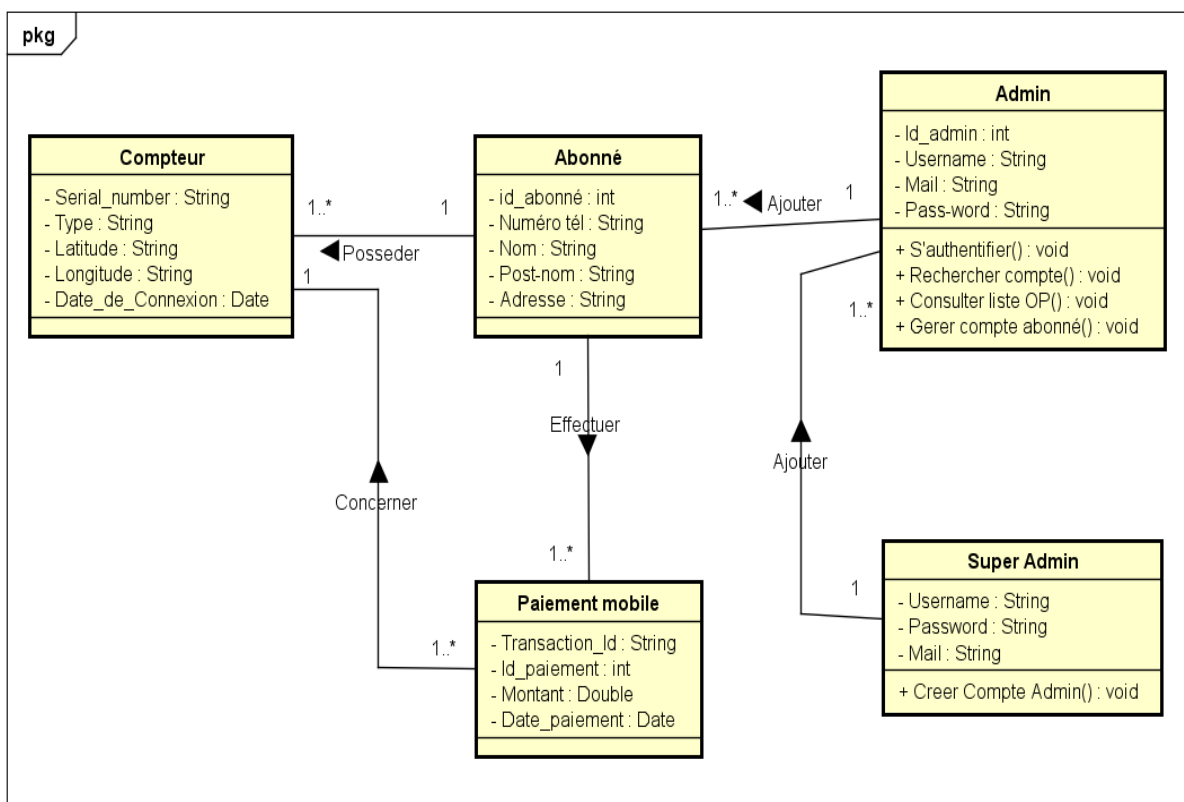 pkg
Compteur
- Serial_number : String
- Type : String
- Latitude : String
- Longitude : String
- Date_de_Connexion : Date
1..*
1
Posseder
1
Abonné
- id_abonné : int
- Numéro tél : String
- Nom : String
- Post-nom : String
- Adresse : String
1..*
Ajouter
1
Admin
- Id_admin : int
- Username : String
- Mail : String
- Pass-word : String
+ S'authentifier() : void
+ Rechercher compte() : void
+ Consulter liste OP() : void
+ Gerer compte abonné() : void
1..*
1
Effectuer
Ajouter
Concerner
1..*
1..*
Paiement mobile
- Transaction_Id : String
- Id_paiement : int
- Montant : Double
- Date_paiement : Date
1
Super Admin
- Username : String
- Password : String
- Mail : String
+ Creer Compte Admin() : void